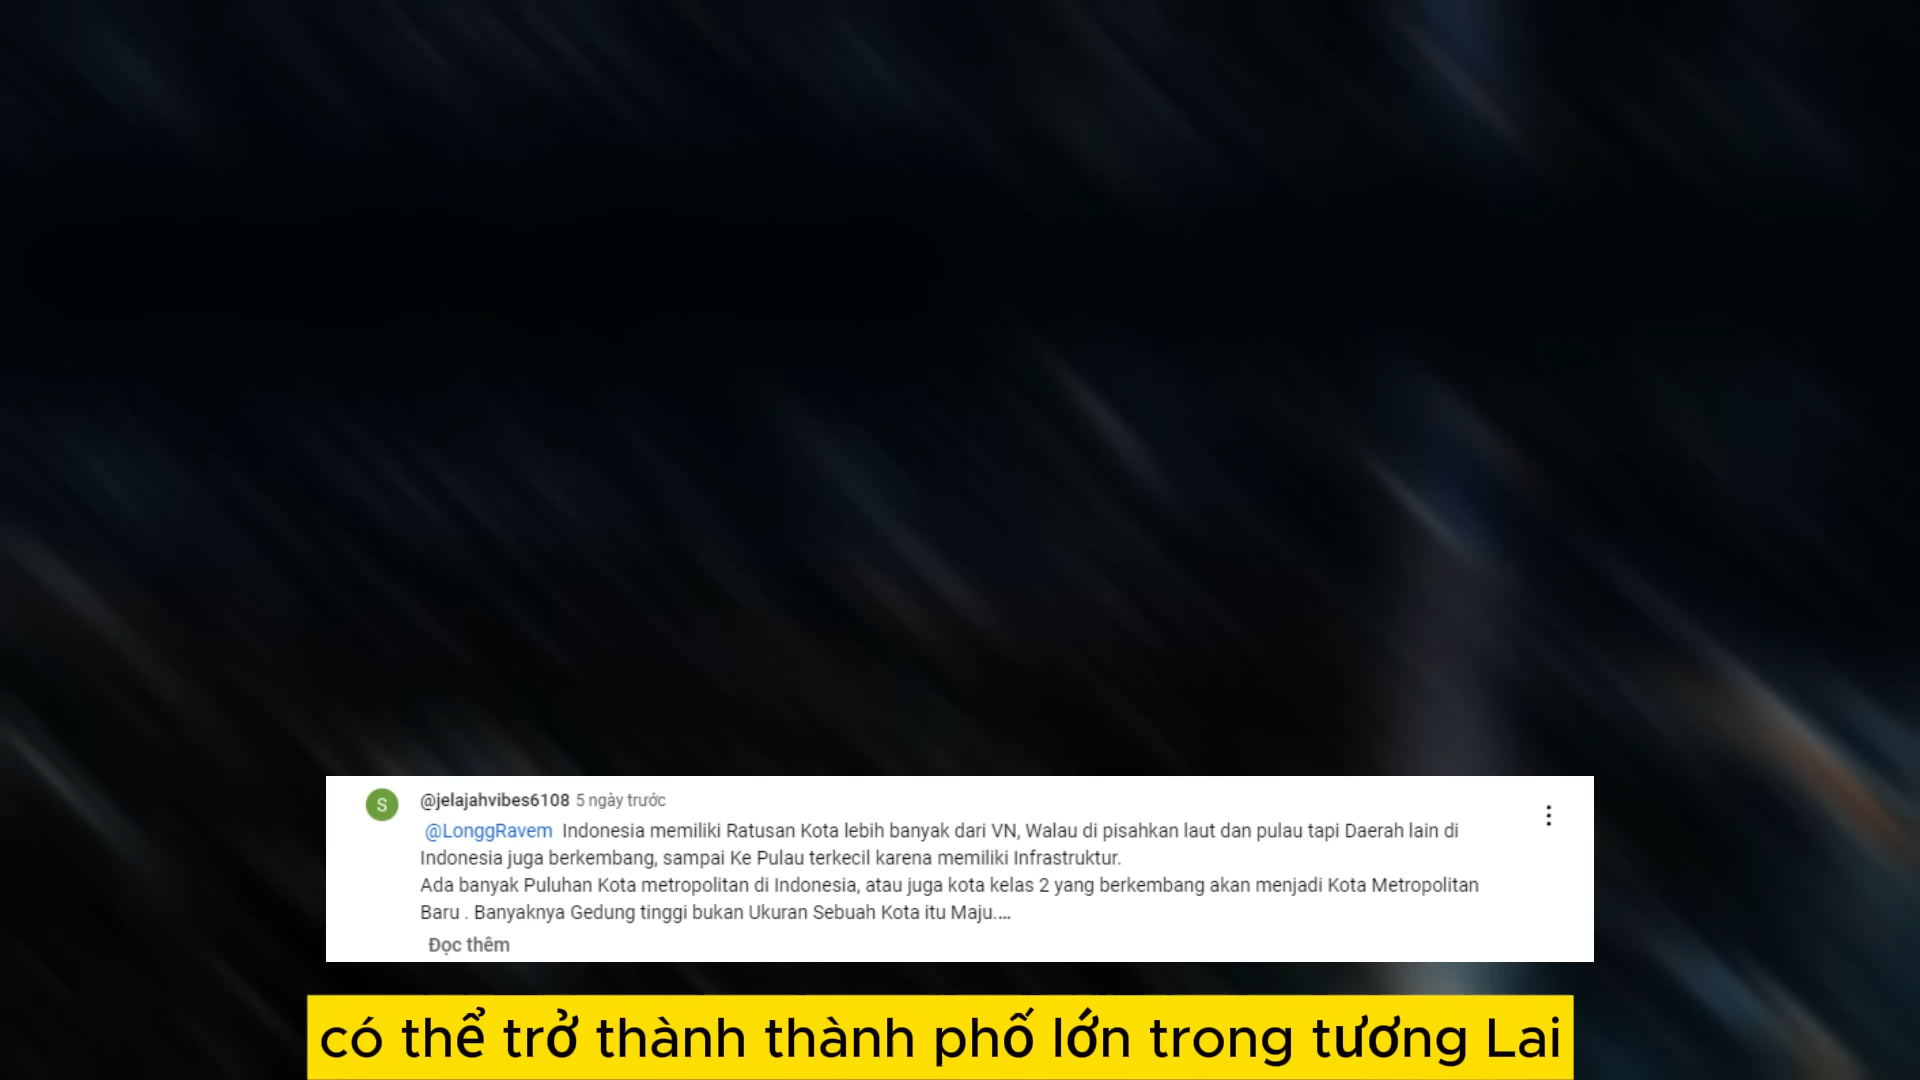 S
@jelajahvibes6108 5 ngày trước
@LonggRavem Indonesia memiliki Ratusan Kota lebih banyak dari VN, Walau di pisahkan laut dan pulau tapi Daerah lain di
Indonesia juga berkembang, sampai Ke Pulau terkecil karena memiliki Infrastruktur.
Ada banyak Puluhan Kota metropolitan di Indonesia, atau juga kota kelas 2 yang berkembang akan menjadi Kota Metropolitan
Baru . Banyaknya Gedung tinggi bukan Ukuran Sebuah Kota itu Maju....
Đọc thêm
có thể trở thành thành phố lớn trong tương Lai